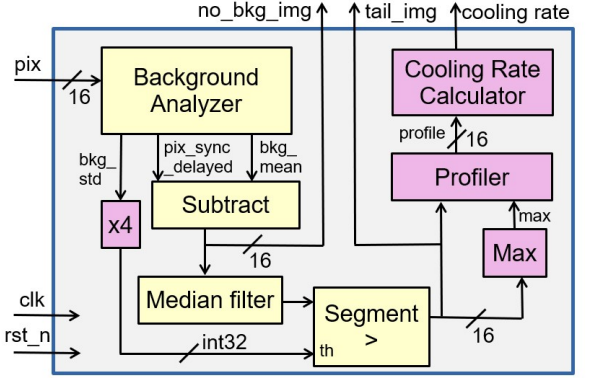 no_bkg_img
tail_img
cooling rate
pix
16
Background
Analyzer
Cooling Rate
Calculator
profile
16
bkg_
std
pix_sync
_delayed
bkg_
mean
Profiler
x4
Subtract
max
16
Max
clk
Median filter
Segment
>
16
rst_n
int32
th